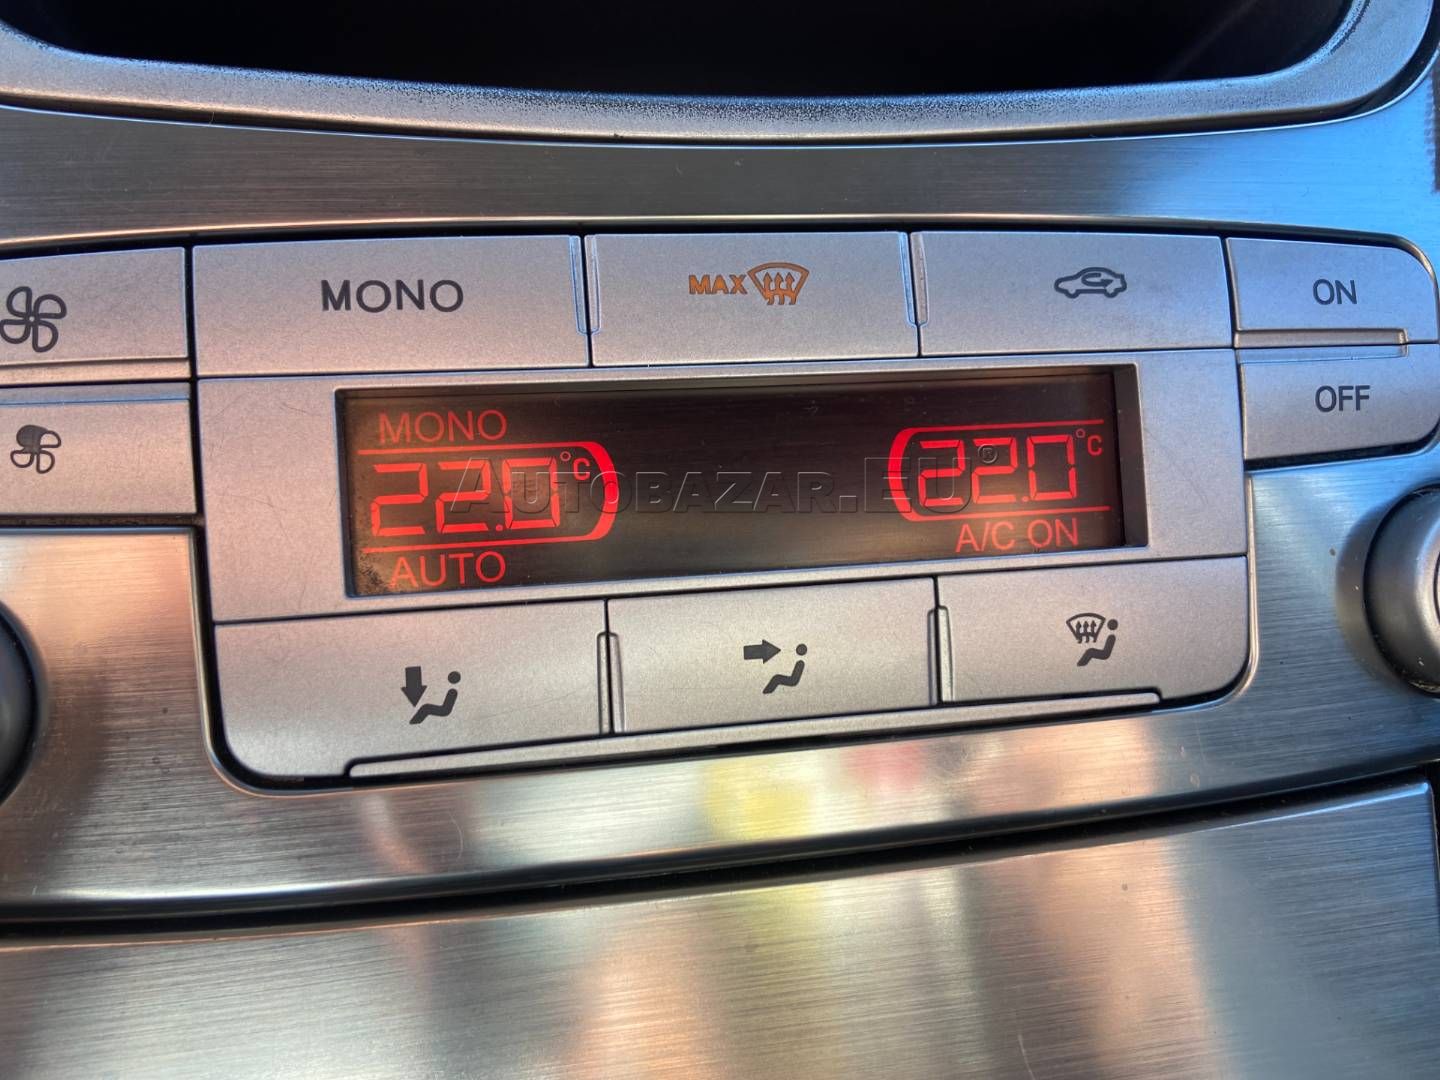 MONO
MAX
ON
OFF
MONO
22.0°C
22.0°C
AUTO
A/C ON
AUTOBAZAR.EU®